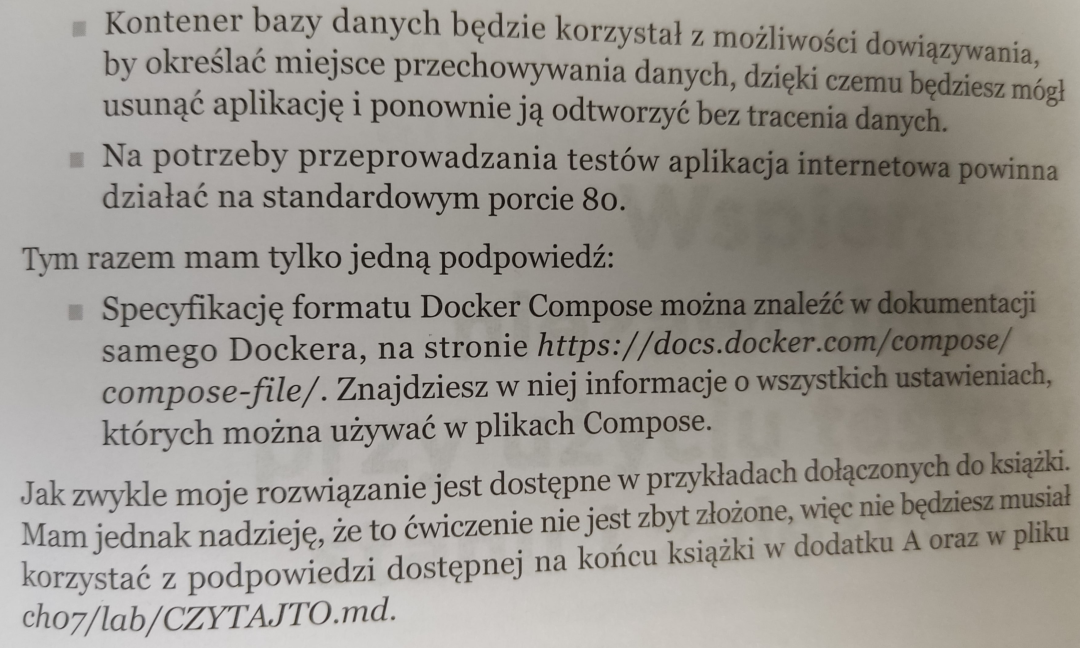 ▪ Kontener bazy danych będzie korzystał z możliwości dowiązywania,
by określać miejsce przechowywania danych, dzięki czemu będziesz mógł
usunąć aplikację i ponownie ją odtworzyć bez tracenia danych.
▪ Na potrzeby przeprowadzania testów aplikacja internetowa powinna
działać na standardowym porcie 80.
Tym razem mam tylko jedną podpowiedź:
▪ Specyfikację formatu Docker Compose można znaleźć w dokumentacji
samego Dockera, na stronie https://docs.docker.com/compose/
compose-file/. Znajdziesz w niej informacje o wszystkich ustawieniach,
których można używać w plikach Compose.
Jak zwykle moje rozwiązanie jest dostępne w przykładach dołączonych do książki.
Mam jednak nadzieję, że to ćwiczenie nie jest zbyt złożone, więc nie będziesz musiał
korzystać z podpowiedzi dostępnej na końcu książki w dodatku A oraz w pliku
ch07/lab/CZYTAJTO.md.